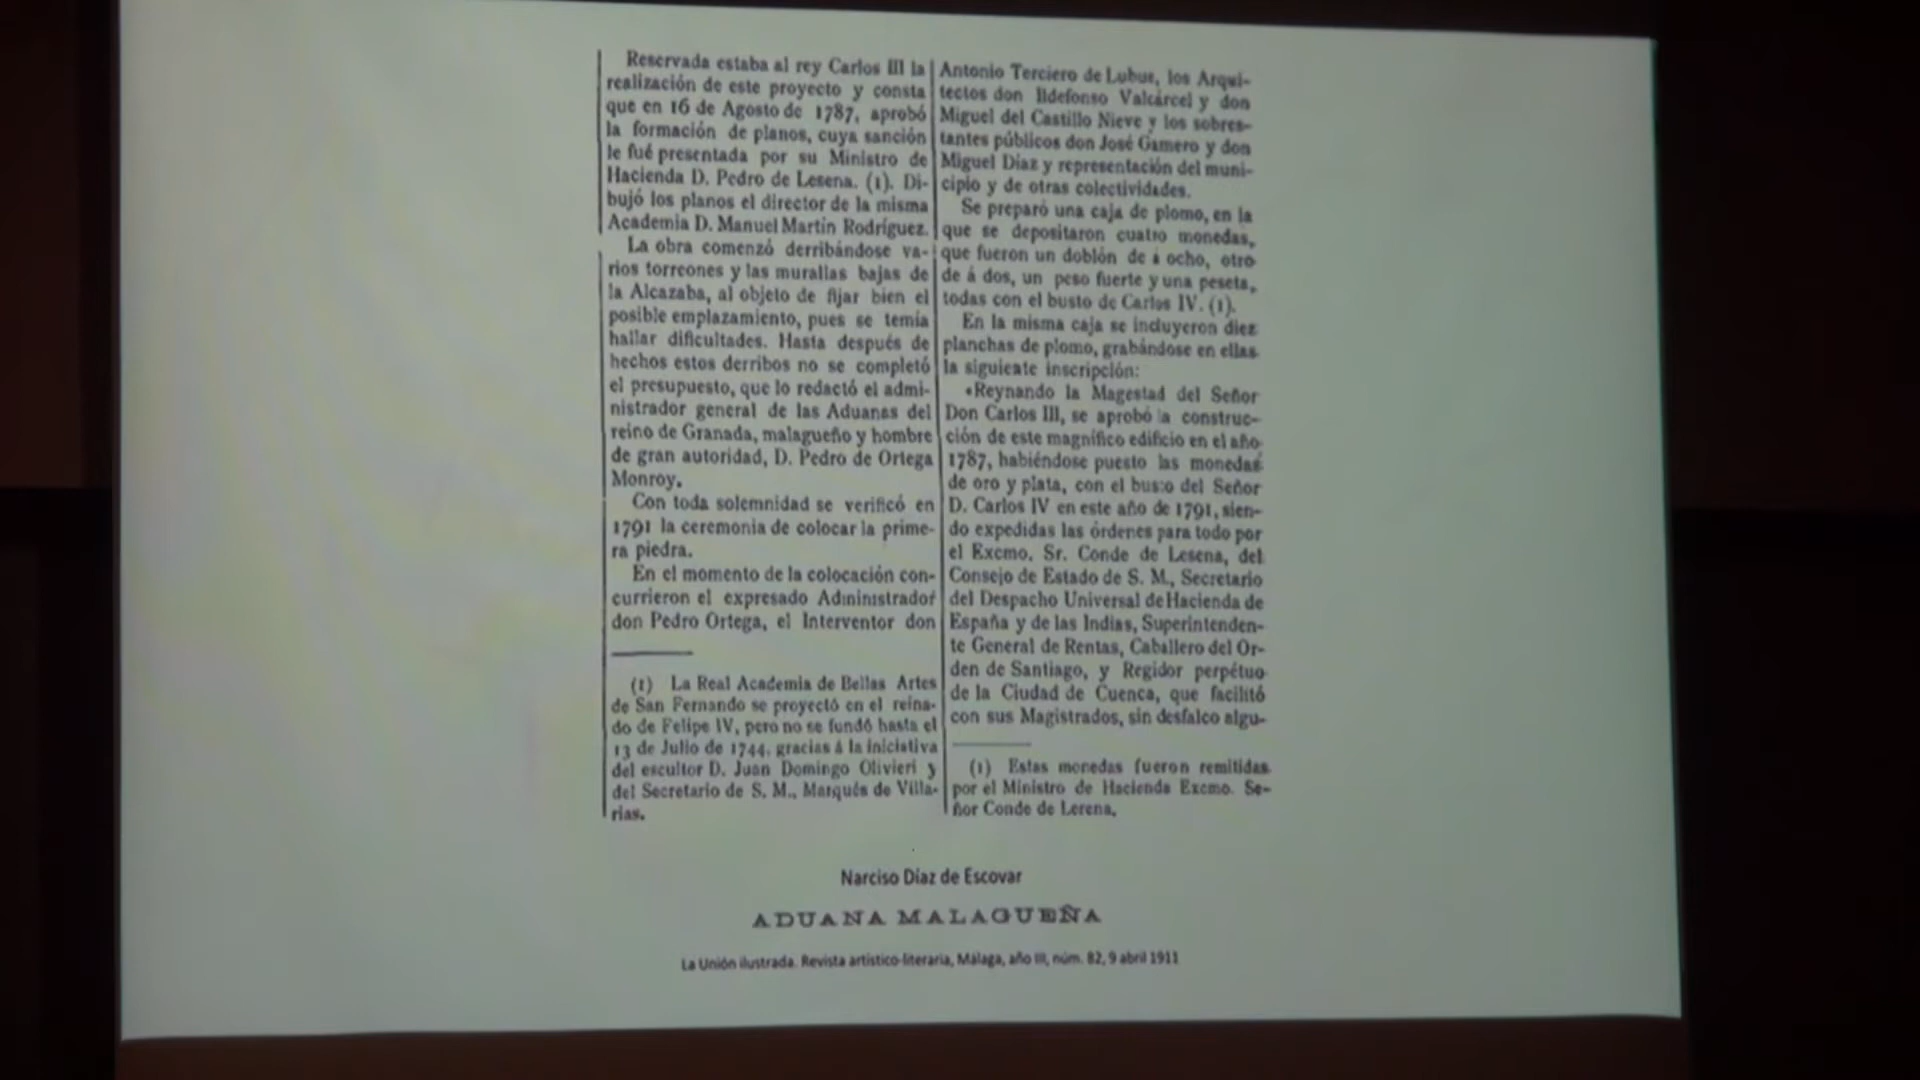 Reservada estaba al rey Carlos III la
realización de este proyecto y consta
que en 16 de Agosto de 1787, aprobó
la formación de planos, cuya sanción
le fué presentada por su Ministro de
Hacienda D. Pedro de Lesena. (1). Di-
bujó los planos el director de la misma
Academia D. Manuel Martín Rodríguez.
La obra comenzó derribándose va-
rios torreones y las murallas bajas de
la Alcazaba, al objeto de fijar bien el
posible emplazamiento, pues se temía
hallar dificultades. Hasta después de
hechos estos derribos no se completó
el presupuesto, que lo redactó el admi-
nistrador general de las Aduanas del
reino de Granada, malagueño y hombre
de gran autoridad, D. Pedro de Ortega
Monroy.
Con toda solemnidad se verificó en
1791 la ceremonia de colocar la prime-
ra piedra.
En el momento de la colocación con-
currieron el expresado Administrador
don Pedro Ortega, el Interventor don
(1) La Real Academia de Bellas Artes
de San Fernando se proyectó en el reina-
do de Felipe IV, pero no se fundó hasta el
13 de Julio de 1744, gracias á la iniciativa
del escultor D. Juan Domingo Olivieri y
del Secretario de S. M., Marqués de Villa-
rias.
Antonio Terciero de Lubue, los Arqui-
tectos don Ildefonso Valcárcel y don
Miguel del Castillo Nieve y los sobres-
tantes públicos don José Gamero y don
Miguel Díaz y representación del muni-
cipio y de otras colectividades.
Se preparó una caja de plomo, en la
que se depositaron cuatro monedas,
que fueron un doblón de á ocho, otro
de á dos, un peso fuerte y una peseta,
todas con el busto de Carlos IV. (1).
En la misma caja se incluyeron diez
planchas de plomo, grabándose en ellas
la siguiente inscripción:
«Reynando la Magestad del Señor
Don Carlos III, se aprobó la construc-
ción de este magnífico edificio en el año
1787, habiéndose puesto las monedas
de oro y plata, con el busto del Señor
D. Carlos IV en este año de 1791, sien-
do expedidas las órdenes para todo por
el Excmo. Sr. Conde de Lesena, del
Consejo de Estado de S. M., Secretario
del Despacho Universal de Hacienda de
España y de las Indias, Superintenden-
te General de Rentas, Caballero del Or-
den de Santiago, y Regidor perpétuo
de la Ciudad de Cuenca, que facilitó
con sus Magistrados, sin desfalco algu-
(1) Estas monedas fueron remitidas
por el Ministro de Hacienda Excmo. Se-
ñor Conde de Lerena.
Narciso Díaz de Escovar
ADUANA MALAGUEÑA
La Unión ilustrada. Revista artístico-literaria, Málaga, año III, núm. 82, 9 abril 1911